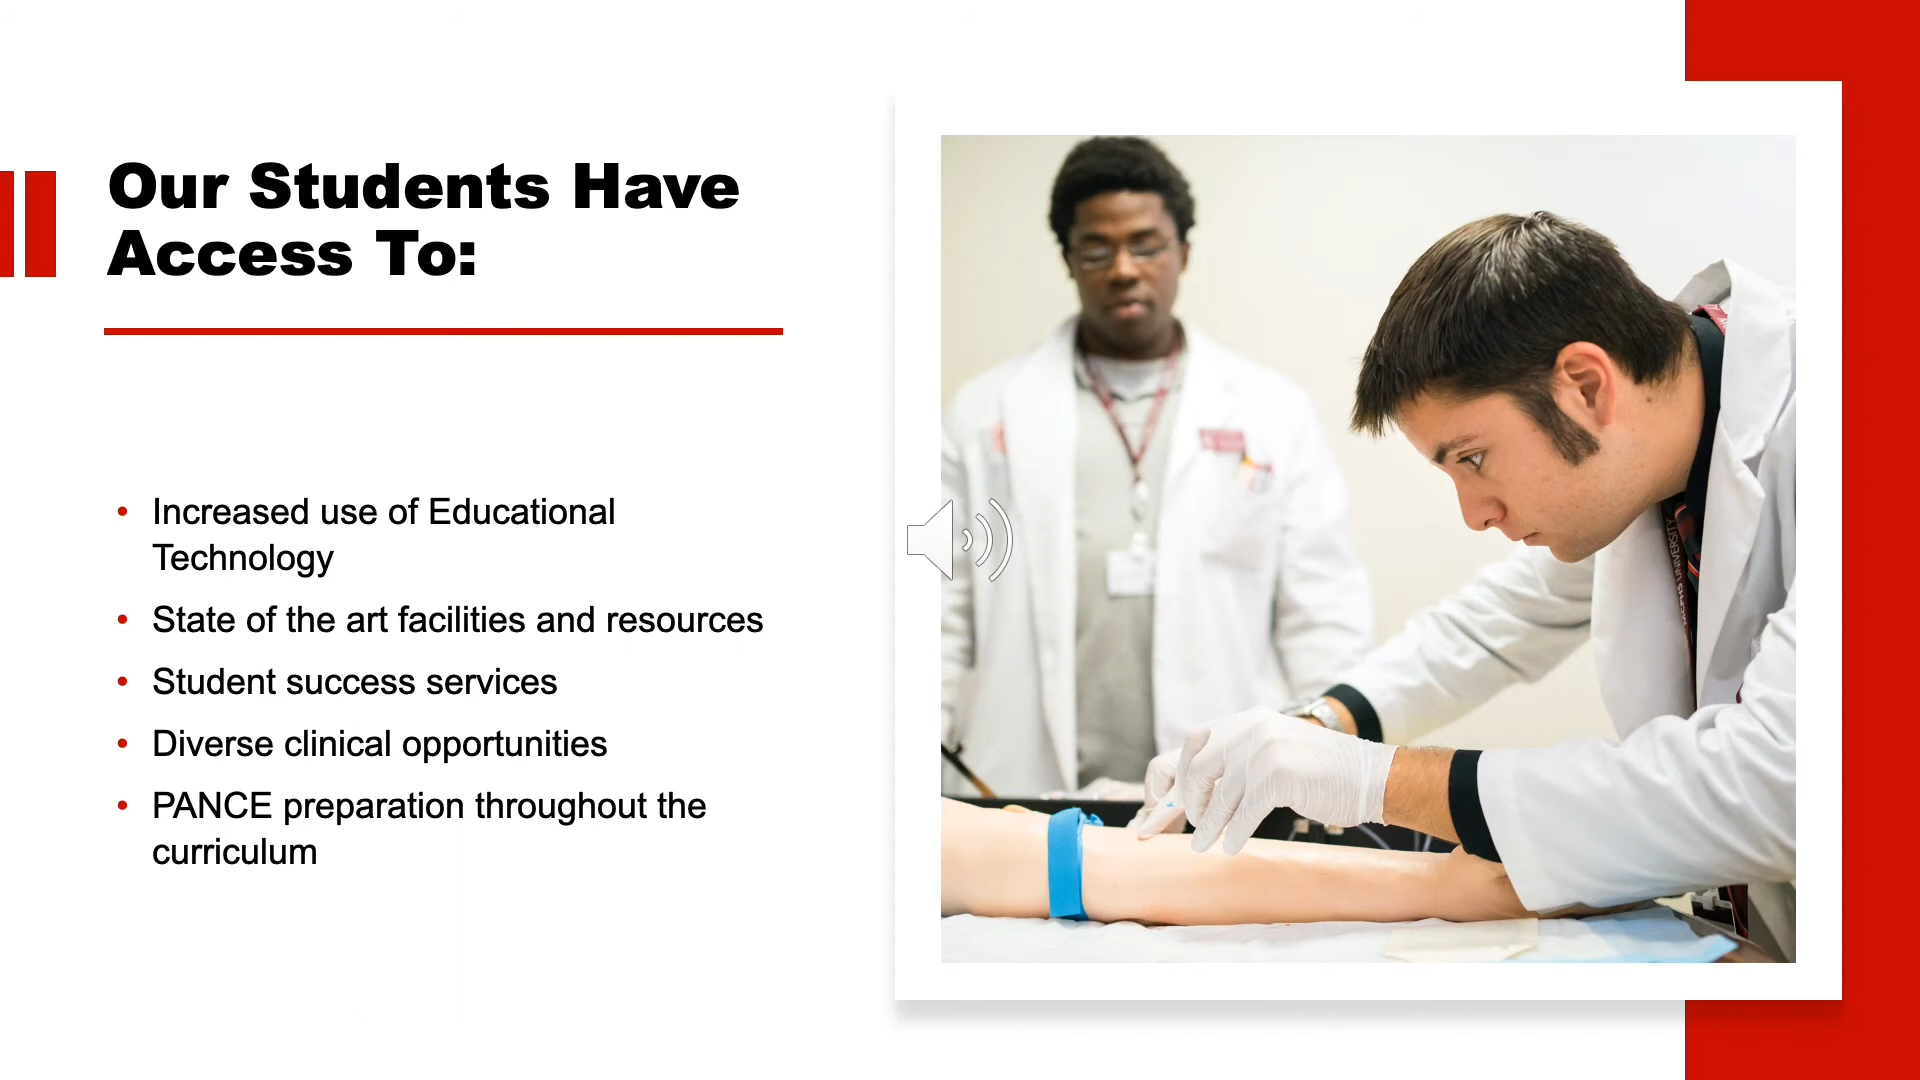 Our Students Have
Access To:
• Increased use of Educational
Technology
• State of the art facilities and resources
• Student success services
• Diverse clinical opportunities
• PANCE preparation throughout the
curriculum
UNIVERSITY